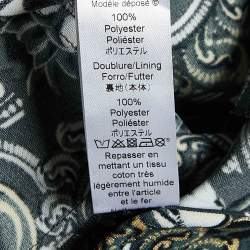 Modèle déposé ©
100%
Polyester
Poliéster
ポリエステル
Doublure/Lining
Forro/Futter
裏地(本体)
100%
Polyester
Poliéster
ポリエステル
Repasser en
mettant un tissu
coton très
légèrement humide
entre l'article
et le fer